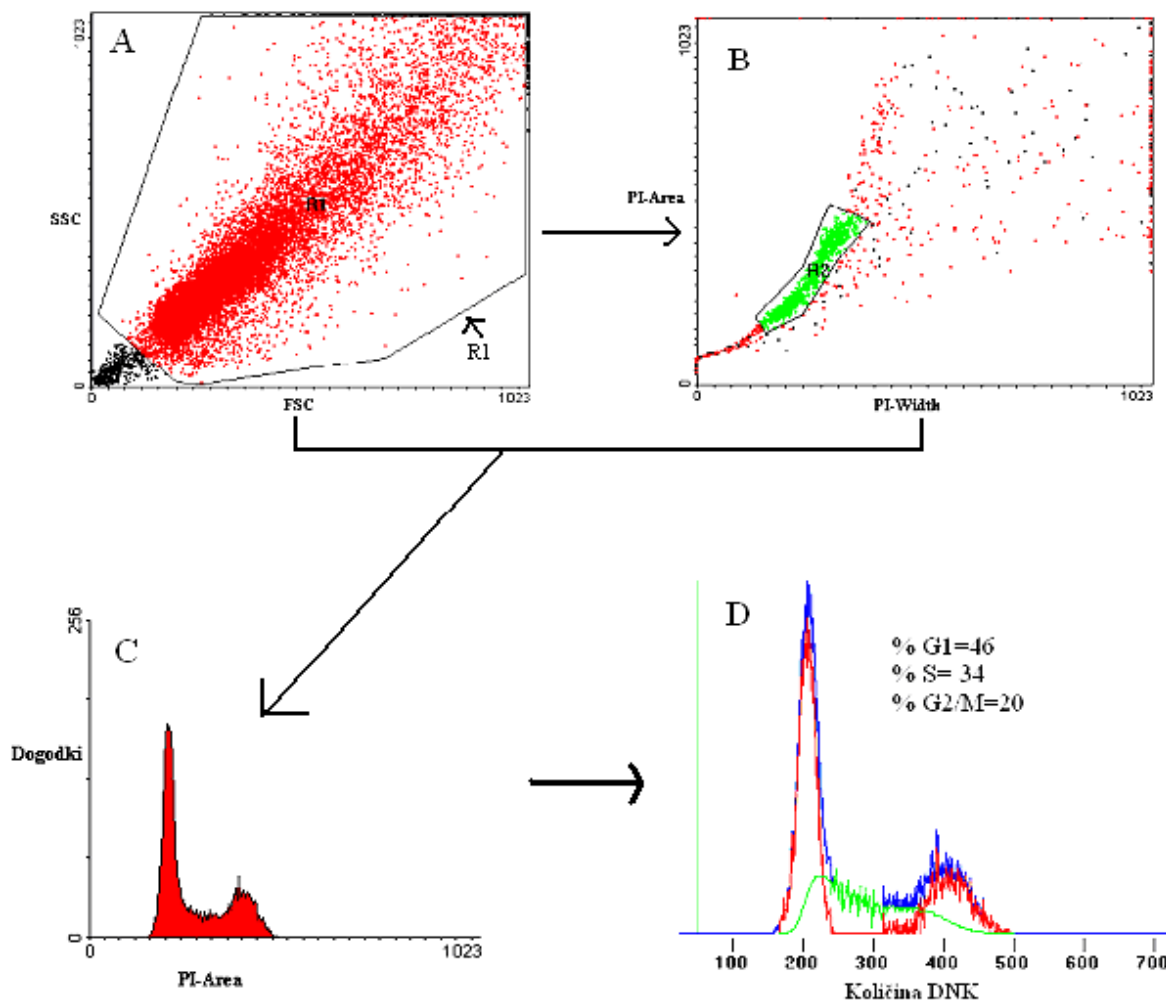 A
1023
SSC
R1
R1
0
0
FSC
1023
B
1023
PI-Area
R2
0
0
PI-Width
1023
C
256
Dogodki
0
0
PI-Area
1023
D
% G1=46
% S= 34
% G2/M=20
100 200 300 400 500 600 700
Količina DNK